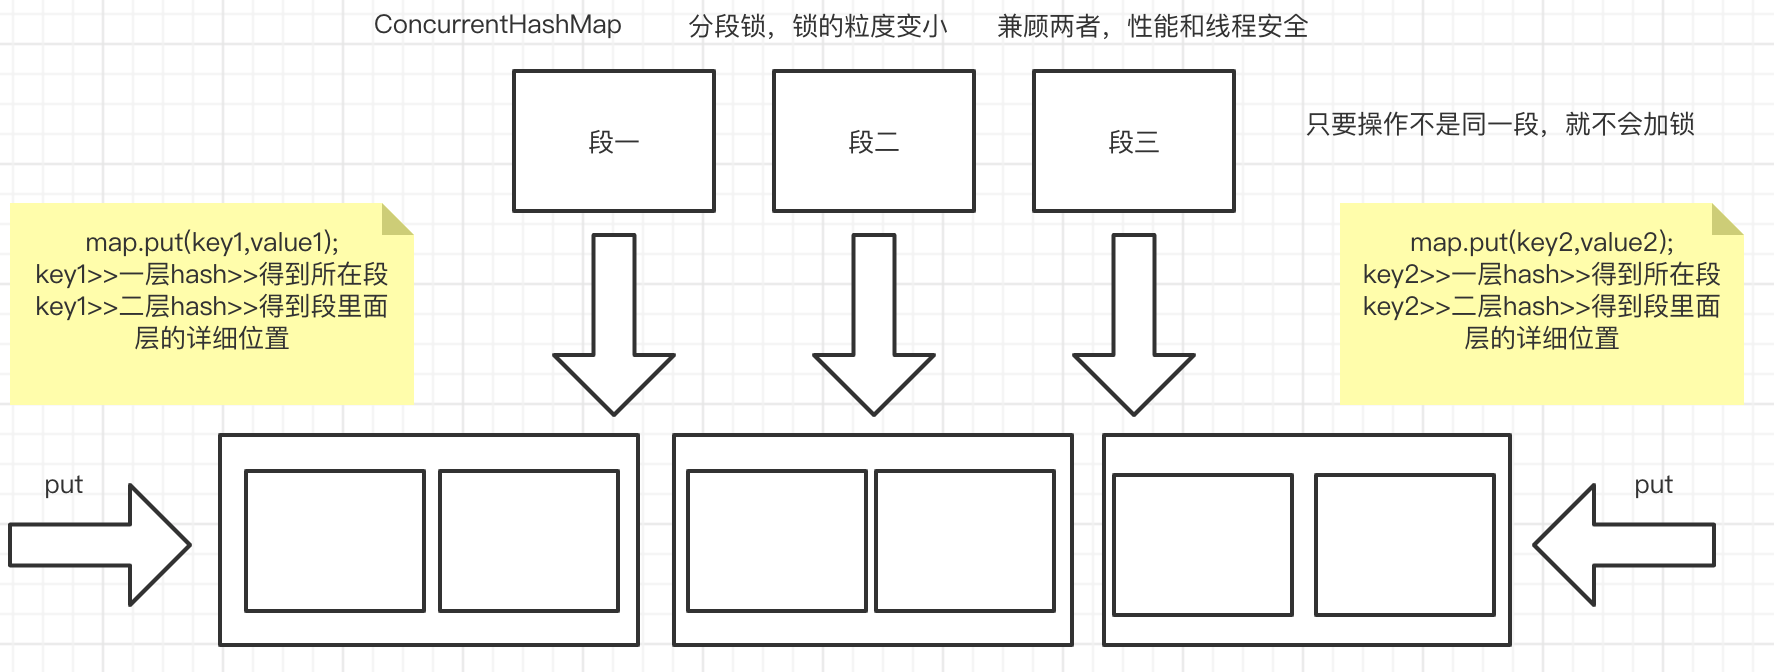 ConcurrentHashMap 分段锁，锁的粒度变小 兼顾两者，性能和线程安全
段一 段二 段三
只要操作不是同一段，就不会加锁
map.put(key1,value1);
key1>>一层hash>>得到所在段
key1>>二层hash>>得到段里面
层的详细位置
map.put(key2,value2);
key2>>一层hash>>得到所在段
key2>>二层hash>>得到段里面
层的详细位置
put
put